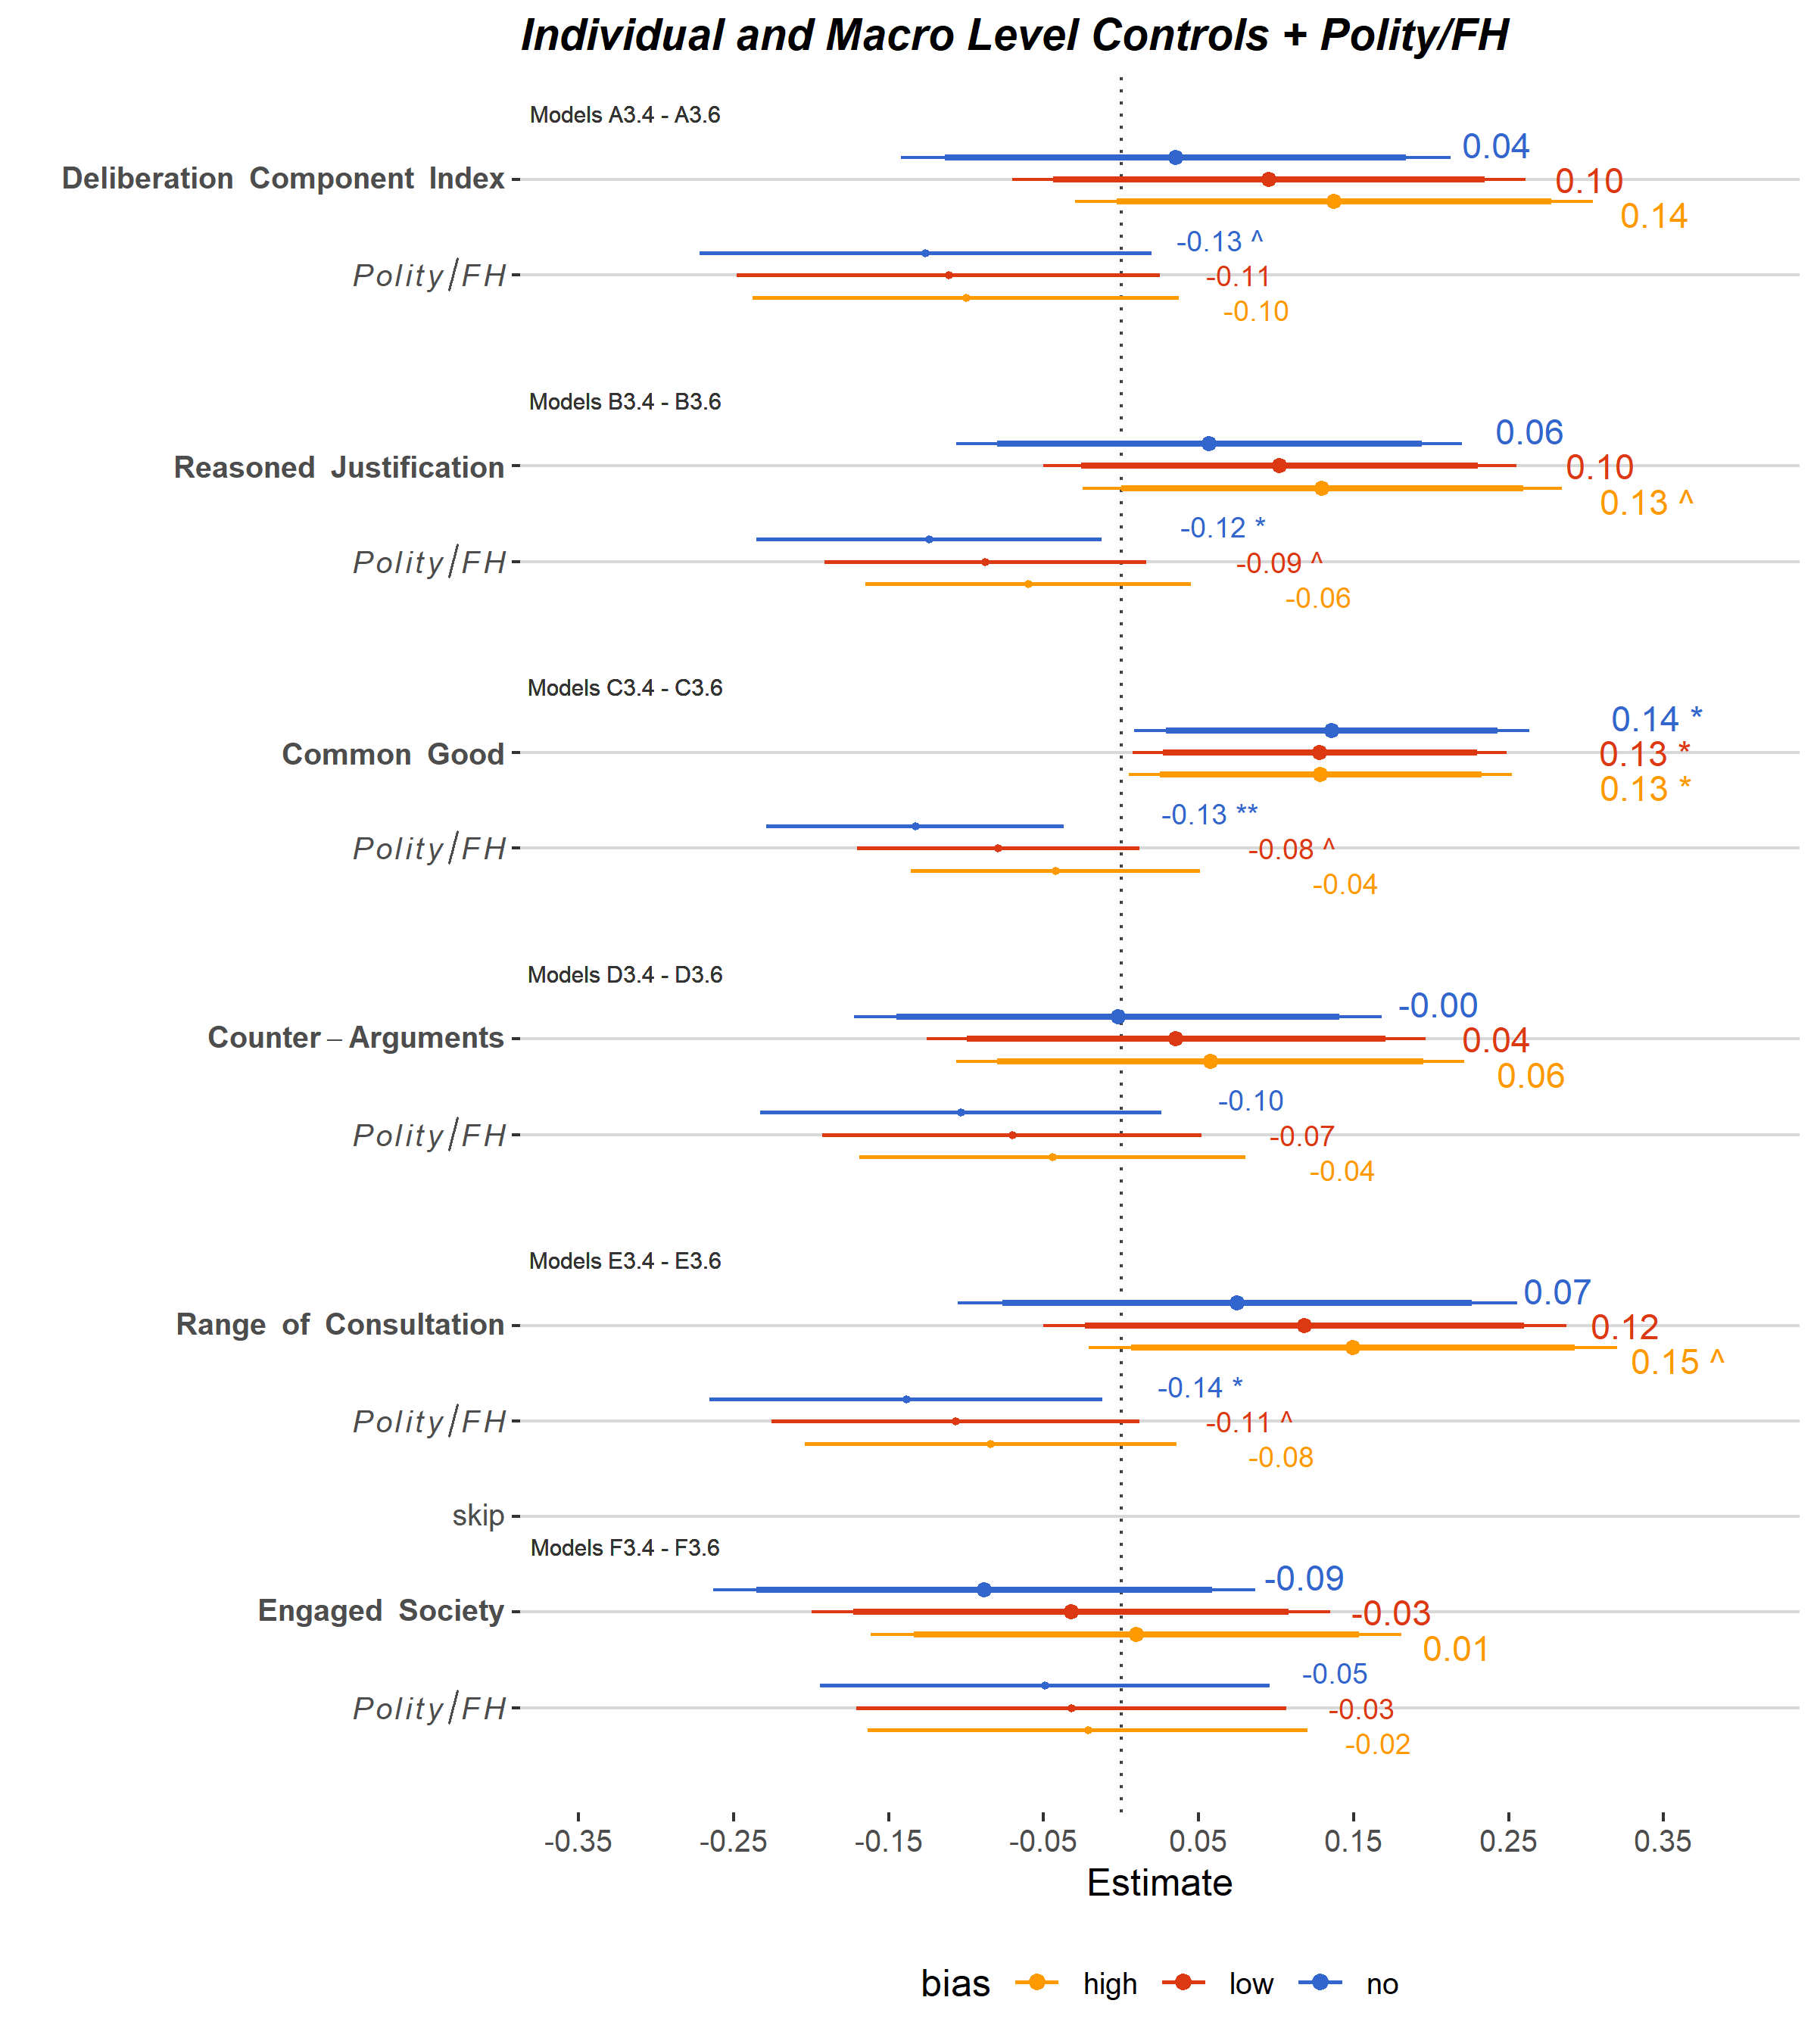 Individual and Macro Level Controls + Polity/FH
Models A3.4 - A3.6
0.04
Deliberation Component Index
0.10
0.14
-0.13 ^
Polity/FH
-0.11
-0.10
Models B3.4 - B3.6
0.06
Reasoned Justification
0.10
0.13 ^
-0.12 *
Polity/FH
-0.09 ^
-0.06
Models C3.4 - C3.6
0.14 *
Common Good
0.13 *
0.13 *
-0.13 **
Polity/FH
-0.08 ^
-0.04
Models D3.4 - D3.6
-0.00
Counter – Arguments
0.04
0.06
-0.10
Polity/FH
-0.07
-0.04
Models E3.4 - E3.6
0.07
Range of Consultation
0.12
0.15 ^
-0.14 *
Polity/FH
-0.11 ^
-0.08
skip
Models F3.4 - F3.6
-0.09
Engaged Society
-0.03
0.01
-0.05
Polity/FH
-0.03
-0.02
-0.35 -0.25 -0.15 -0.05 0.05 0.15 0.25 0.35
Estimate
bias high low no